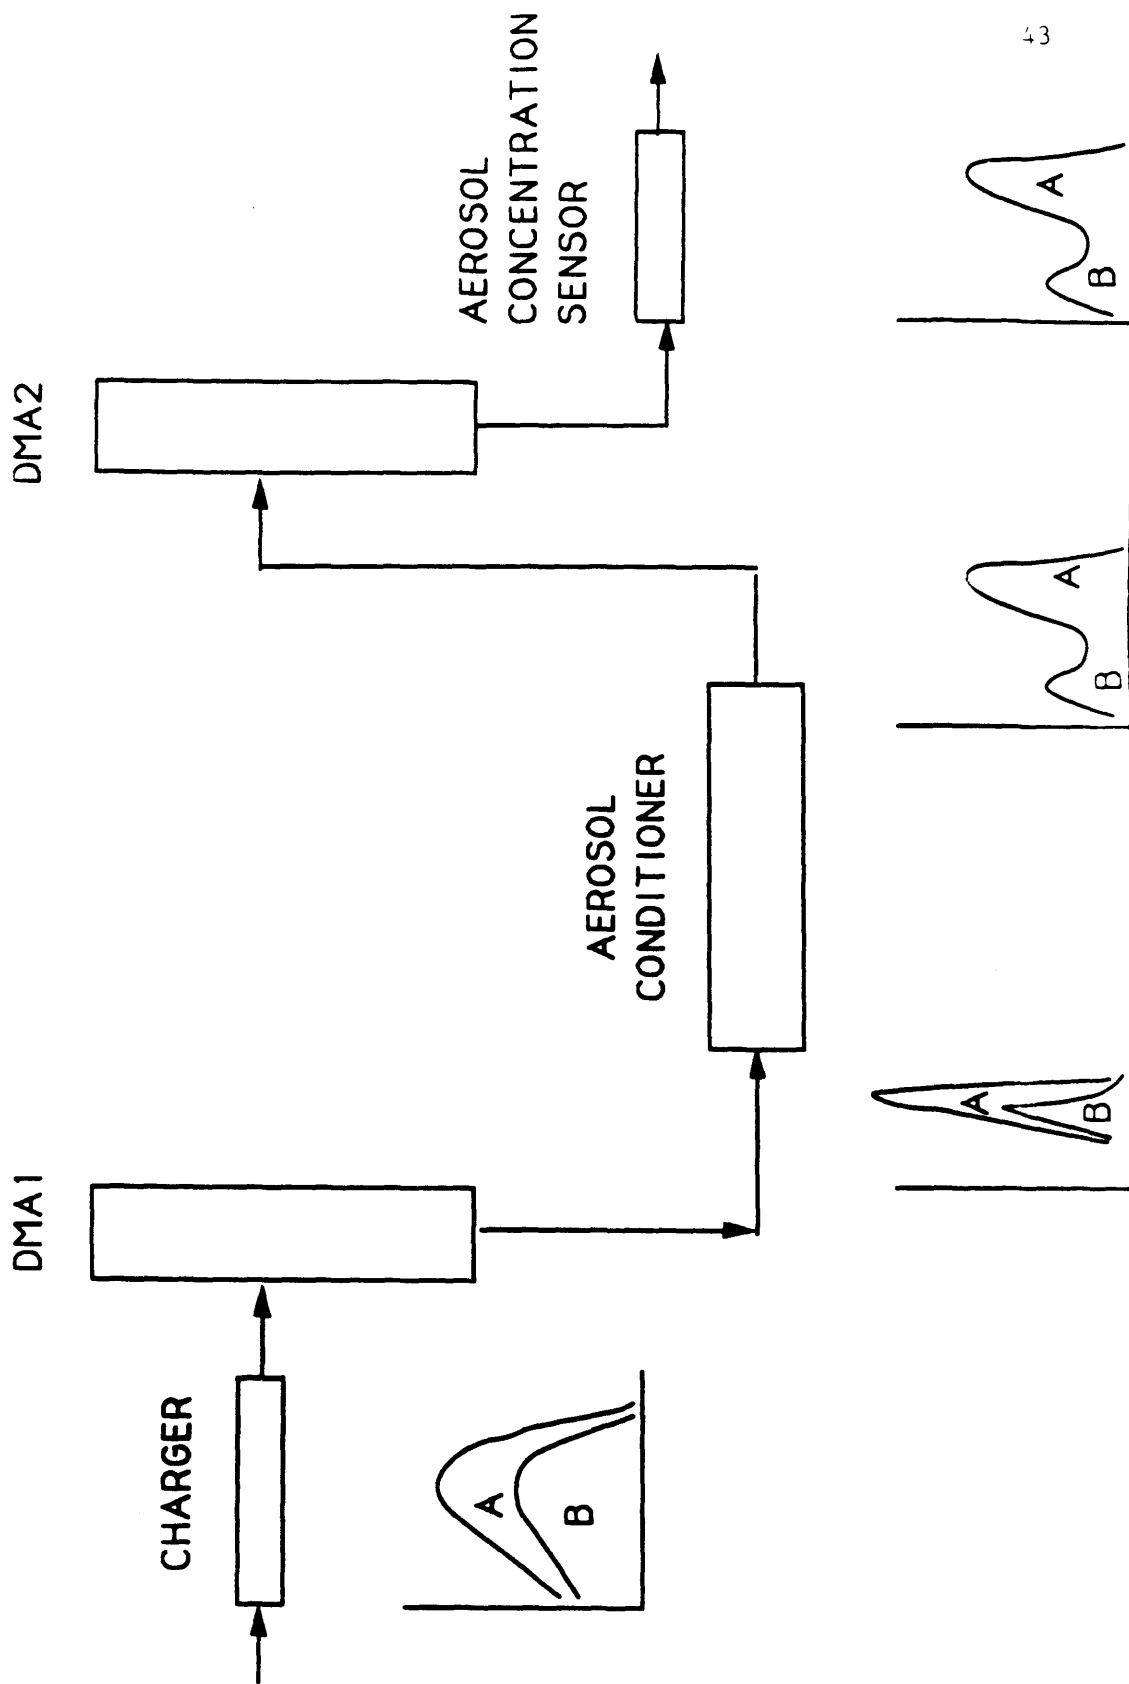 43
CHARGER
DMA1
AEROSOL
CONDITIONER
DMA2
AEROSOL
CONCENTRATION
SENSOR
A
B
A
B
B
A
B
A